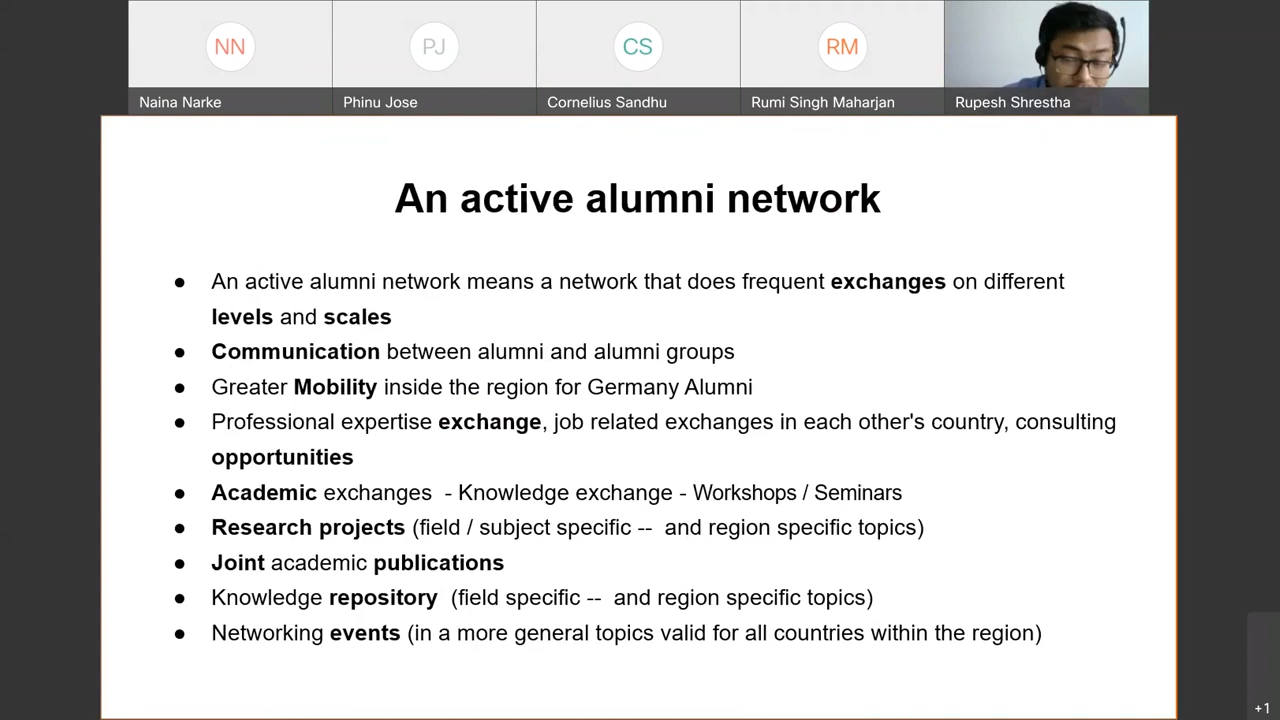 NN
PJ
CS
RM
Naina Narke
Phinu Jose
Cornelius Sandhu
Rumi Singh Maharjan
Rupesh Shrestha
An active alumni network
● An active alumni network means a network that does frequent exchanges on different
levels and scales
● Communication between alumni and alumni groups
● Greater Mobility inside the region for Germany Alumni
● Professional expertise exchange, job related exchanges in each other's country, consulting
opportunities
● Academic exchanges - Knowledge exchange - Workshops / Seminars
● Research projects (field / subject specific -- and region specific topics)
● Joint academic publications
● Knowledge repository (field specific -- and region specific topics)
● Networking events (in a more general topics valid for all countries within the region)
+1